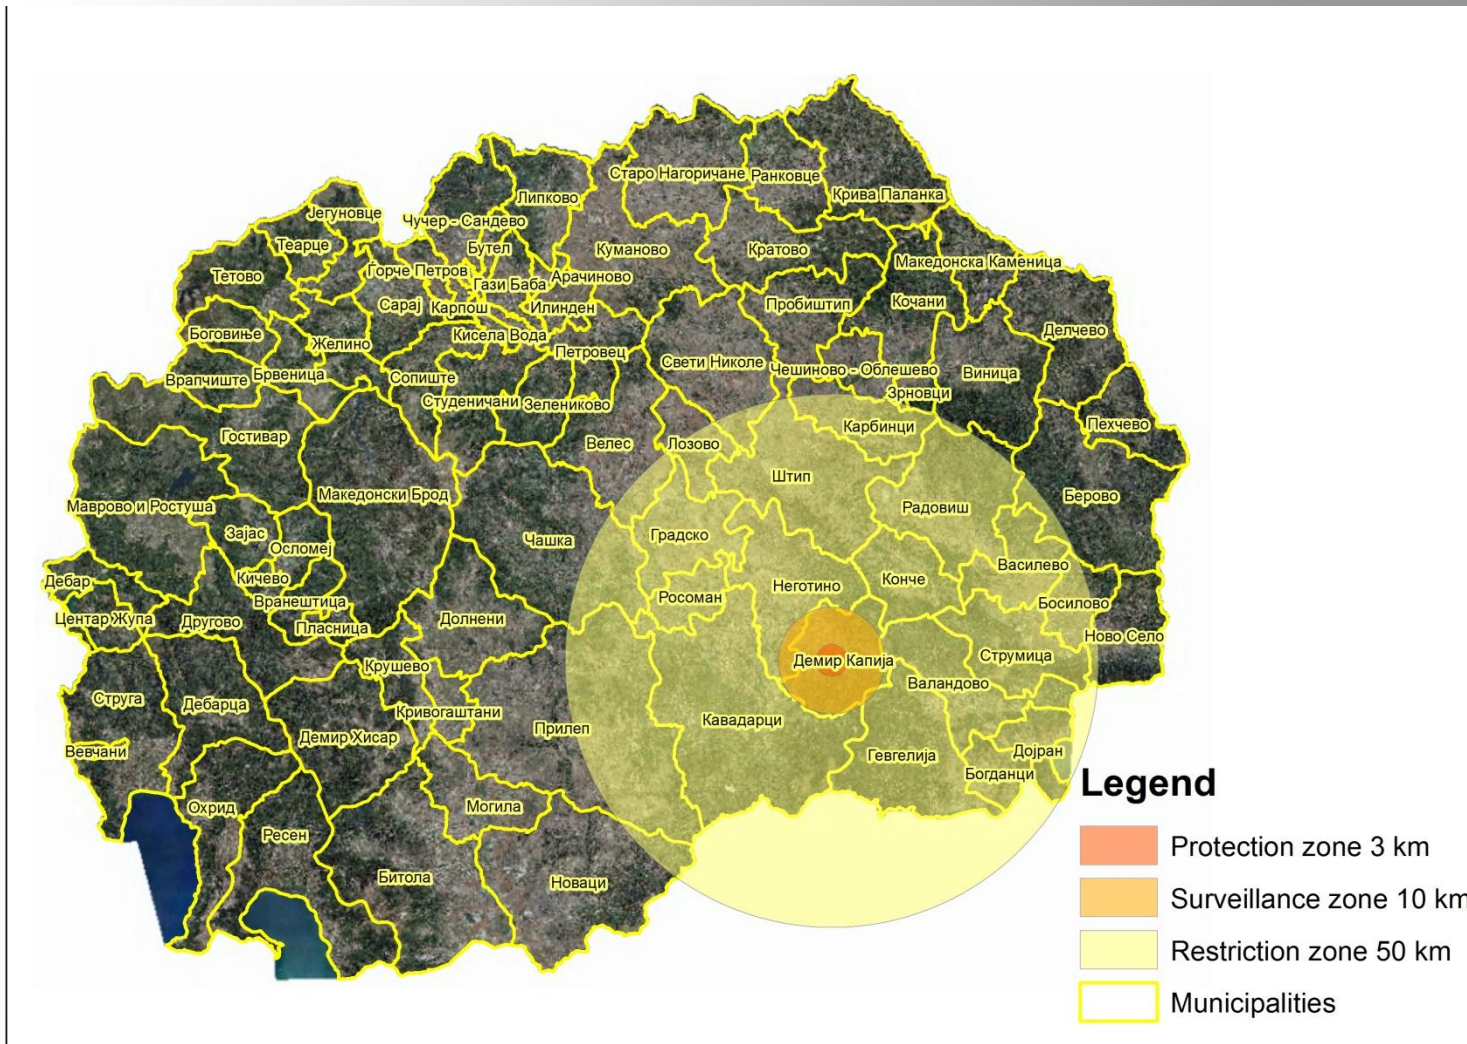 Старо Нагоричане
Ранковце
Крива Паланка
Липково
Јегуновце
Чучер - Сандево
Теарце
Бутел
Куманово
Кратово
Македонска Каменица
Тетово
Ѓорче Петров
Гази Баба
Арачиново
Сарај
Карпош
Илинден
Пробиштип
Кочани
Делчево
Боговиње
Желино
Кисела Вода
Петровец
Свети Николе
Чешиново - Облешево
Виница
Врапчиште
Брвеница
Сопиште
Студеничани
Зелениково
Зрновци
Пехчево
Гостивар
Велес
Лозово
Карбинци
Штип
Македонски Брод
Маврово и Ростуша
Радовиш
Берово
Зајас
Осломеј
Чашка
Градско
Василево
Дебар
Кичево
Вранештица
Росоман
Неготино
Конче
Босилово
Центар Жупа
Другово
Пласница
Долнени
Ново Село
Крушево
Демир Капија
Струмица
Валандово
Струга
Дебарца
Кривогаштани
Демир Хисар
Прилеп
Кавадарци
Вевчани
Гевгелија
Дојран
Богданци
Охрид
Ресен
Могила
Битола
Новаци
Legend
Protection zone 3 km
Surveillance zone 10 km
Restriction zone 50 km
Municipalities